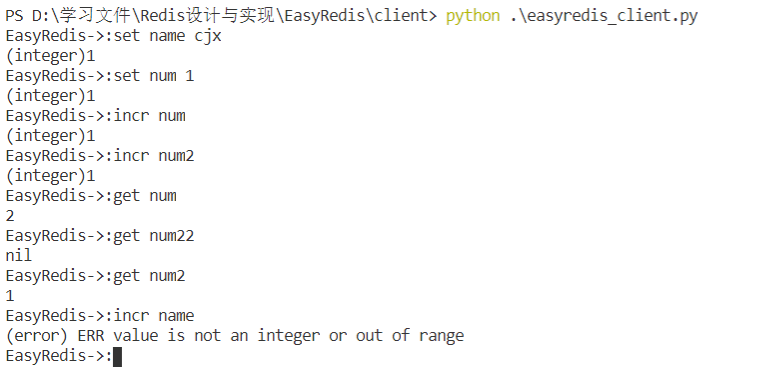 PS D:\学习文件\Redis设计与实现\EasyRedis\client> python .\easyredis_client.py
EasyRedis->:set name cjx
(integer)1
EasyRedis->:set num 1
(integer)1
EasyRedis->:incr num
(integer)1
EasyRedis->:incr num2
(integer)1
EasyRedis->:get num
2
EasyRedis->:get num22
nil
EasyRedis->:get num2
1
EasyRedis->:incr name
(error) ERR value is not an integer or out of range
EasyRedis->: